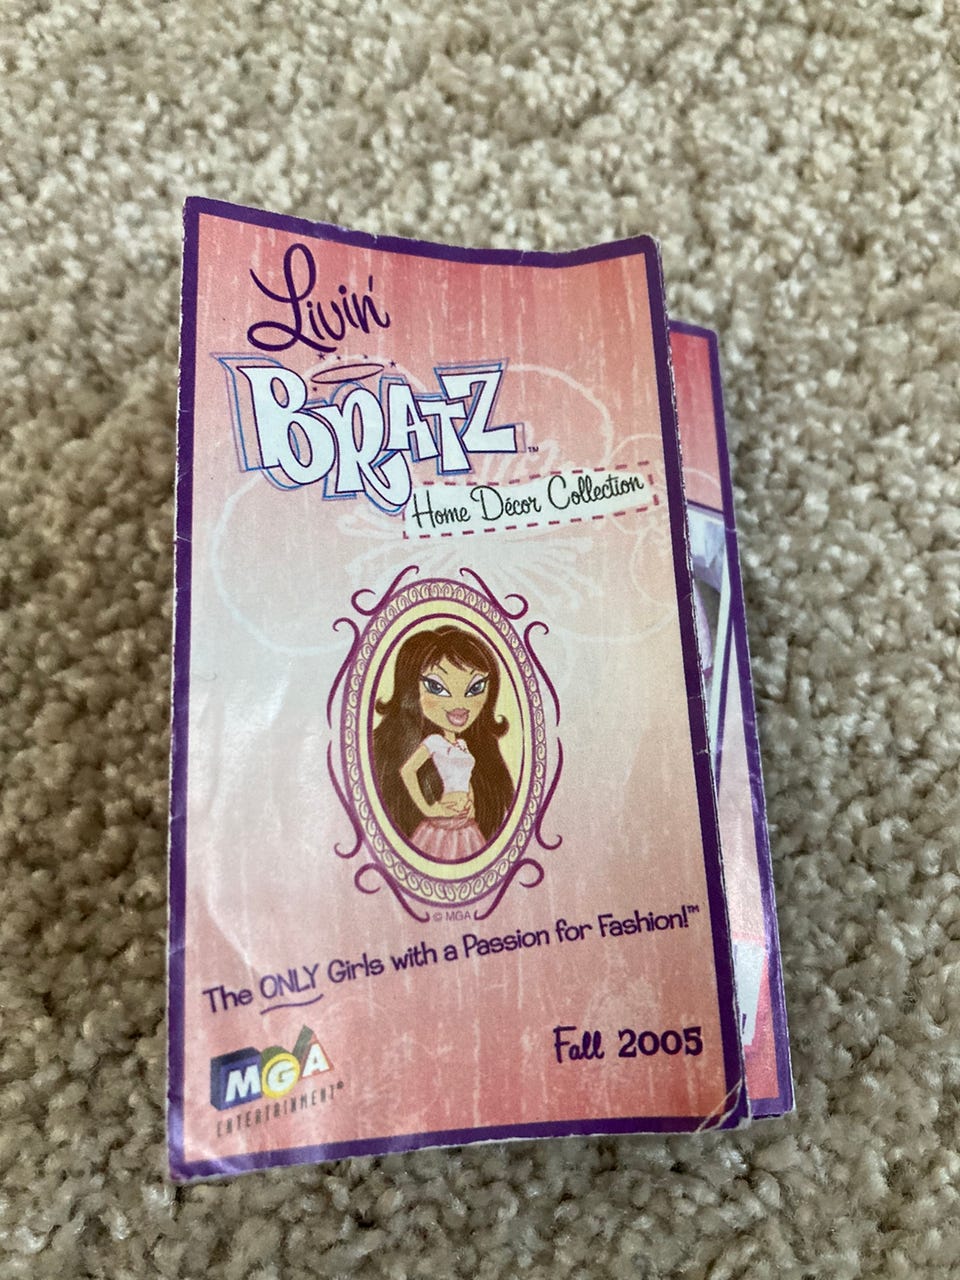 Livin'
BRATZ™
Home Décor Collection
© MGA
The ONLY Girls with a Passion for Fashion!™
Fall 2005
MGA
ENTERTAINMENT®